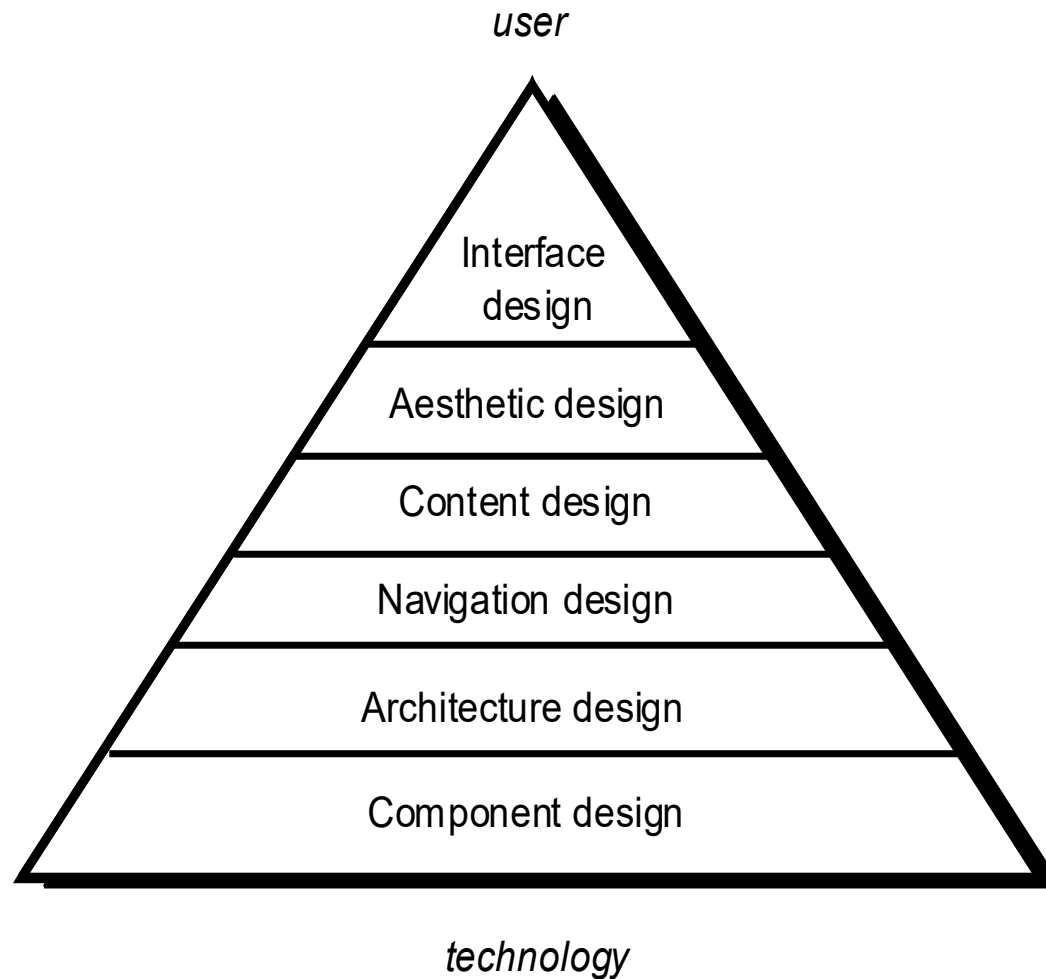 user
Interface
design
Aesthetic design
Content design
Navigation design
Architecture design
Component design
technology